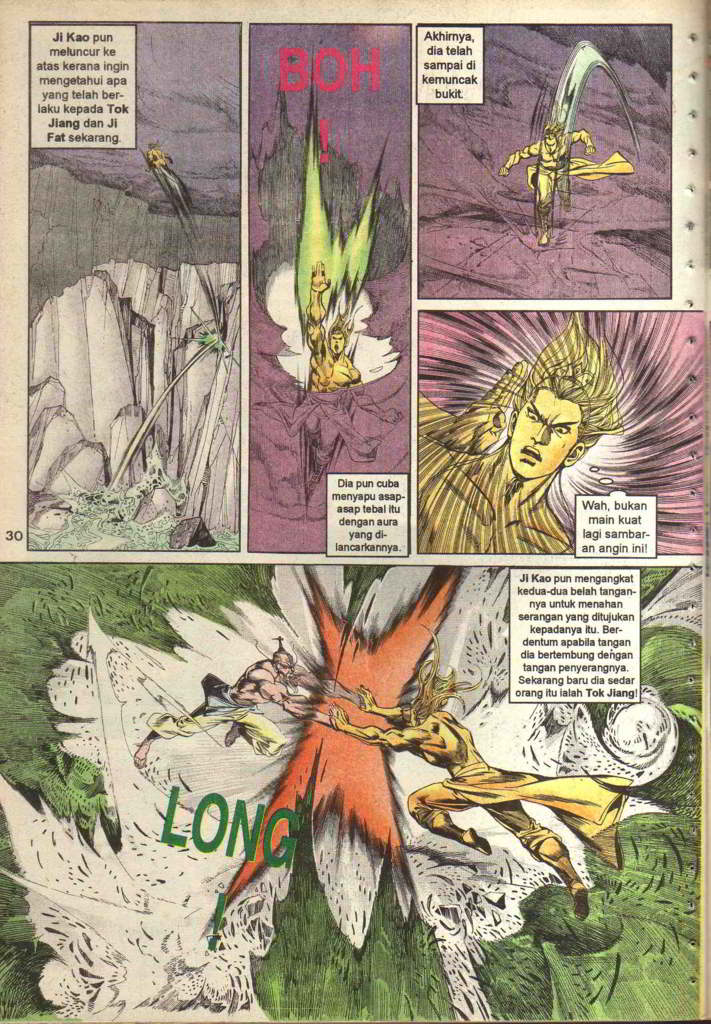 Ji Kao pun
meluncur ke
atas kerana ingin
mengetahui apa
yang telah ber-
laku kepada Tok
Jiang dan Ji
Fat sekarang.
BOH
!
Dia pun cuba
menyapu asap-
asap tebal itu
dengan aura
yang di-
lancarkannya.
Akhirnya,
dia telah
sampai di
kemuncak
bukit.
Wah, bukan
main kuat
lagi sambar-
an angin ini!
30
Ji Kao pun mengangkat
kedua-dua belah tangan-
nya untuk menahan
serangan yang ditujukan
kepadanya itu. Ber-
dentum apabila tangan
dia bertembung dengan
tangan penyerangnya.
Sekarang baru dia sedar
orang itu ialah Tok Jiang!
LONG
!